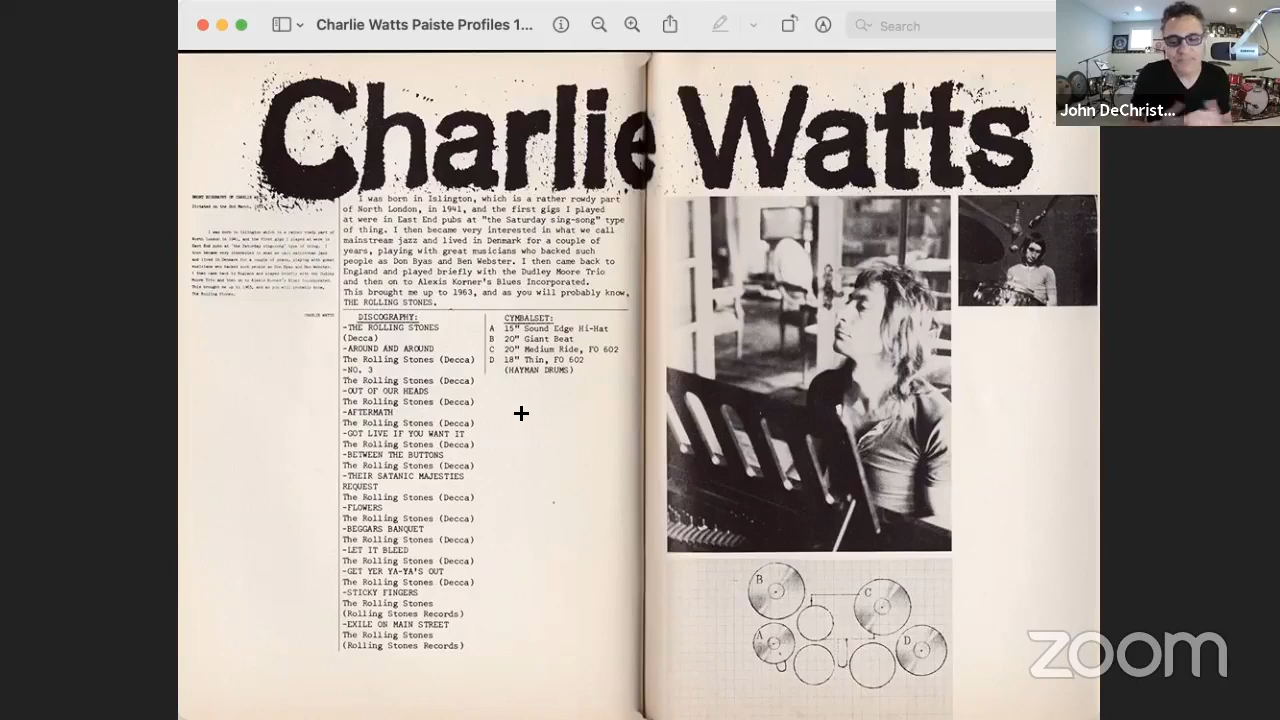 Charlie Watts Paiste Profiles 1...
Search
John DeChrist...
Charlie Watts
SHORT BIOGRAPHY OF CHARLIE
I was born in Islington, which is a rather rowdy part
of North London, in 1941, and the first gigs I played
at were in East End pubs at "the Saturday sing-song" type
of thing. I then became very interested in what we call
mainstream jazz and lived in Denmark for a couple of
years, playing with great musicians who backed such
people as Don Byas and Ben Webster. I then came back to
England and played briefly with the Dudley Moore Trio
and then on to Alexis Korner's Blues Incorporated.
This brought me up to 1963, and as you will probably know,
THE ROLLING STONES.
CHARLIE WATTS
DISCOGRAPHY:
-THE ROLLING STONES
(Decca)
-AROUND AND AROUND
The Rolling Stones (Decca)
-NO. 3
The Rolling Stones (Decca)
-OUT OF OUR HEADS
The Rolling Stones (Decca)
-AFTERMATH
The Rolling Stones (Decca)
-GOT LIVE IF YOU WANT IT
The Rolling Stones (Decca)
-BETWEEN THE BUTTONS
The Rolling Stones (Decca)
-THEIR SATANIC MAJESTIES
REQUEST
The Rolling Stones (Decca)
-FLOWERS
The Rolling Stones (Decca)
-BEGGARS BANQUET
The Rolling Stones (Decca)
-LET IT BLEED
The Rolling Stones (Decca)
-GET YER YA-YA'S OUT
The Rolling Stones (Decca)
-STICKY FINGERS
The Rolling Stones
(Rolling Stones Records)
-EXILE ON MAIN STREET
The Rolling Stones
(Rolling Stones Records)
CYMBALSET:
A 15" Sound Edge Hi-Hat
B 20" Giant Beat
C 20" Medium Ride, FO 602
D 18" Thin, FO 602
(HAYMAN DRUMS)
B
C
A
D
zoom